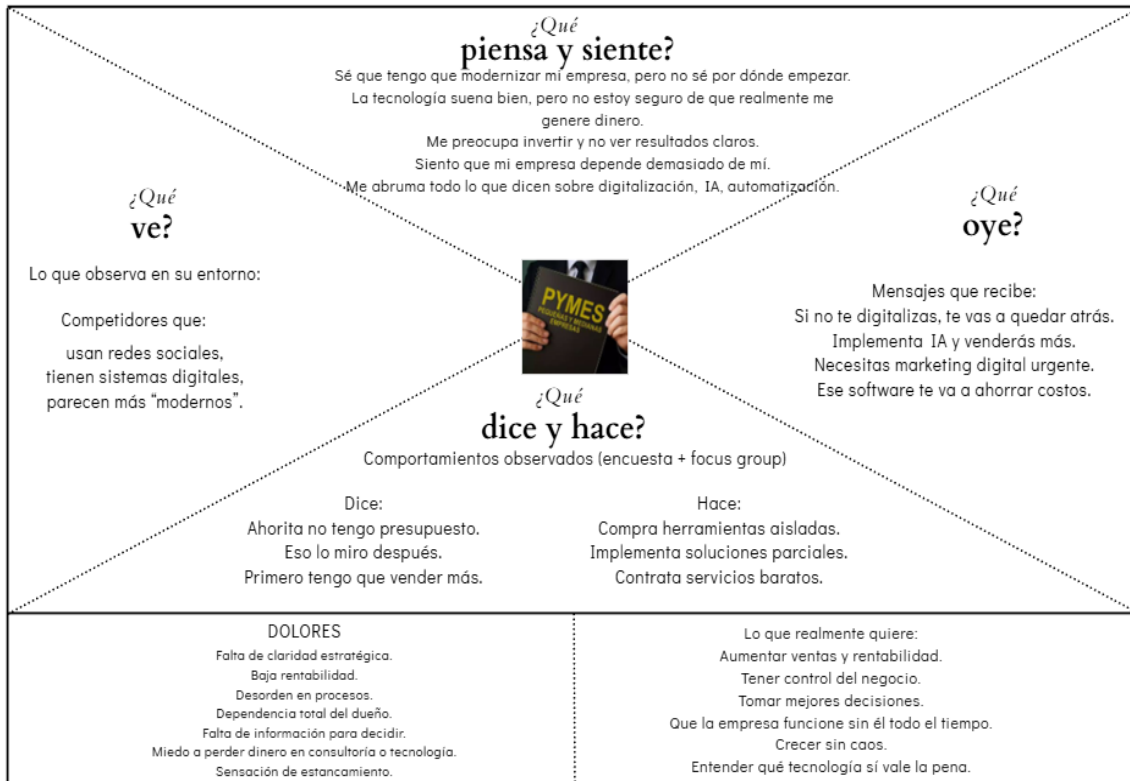 ¿Qué
piensa y siente?
Sé que tengo que modernizar mi empresa, pero no sé por dónde empezar.
La tecnología suena bien, pero no estoy seguro de que realmente me
genere dinero.
Me preocupa invertir y no ver resultados claros.
Siento que mi empresa depende demasiado de mí.
Me abruma todo lo que dicen sobre digitalización, IA, automatización.
¿Qué
ve?
Lo que observa en su entorno:
Competidores que:
usan redes sociales,
tienen sistemas digitales,
parecen más “modernos”.
¿Qué
oye?
Mensajes que recibe:
Si no te digitalizas, te vas a quedar atrás.
Implementa IA y venderás más.
Necesitas marketing digital urgente.
Ese software te va a ahorrar costos.
PYMES
PEQUEÑAS Y MEDIANAS
EMPRESAS
¿Qué
dice y hace?
Comportamientos observados (encuesta + focus group)
Dice:
Ahorita no tengo presupuesto.
Eso lo miro después.
Primero tengo que vender más.
Hace:
Compra herramientas aisladas.
Implementa soluciones parciales.
Contrata servicios baratos.
DOLORES
Falta de claridad estratégica.
Baja rentabilidad.
Desorden en procesos.
Dependencia total del dueño.
Falta de información para decidir.
Miedo a perder dinero en consultoría o tecnología.
Sensación de estancamiento.
Lo que realmente quiere:
Aumentar ventas y rentabilidad.
Tener control del negocio.
Tomar mejores decisiones.
Que la empresa funcione sin él todo el tiempo.
Crecer sin caos.
Entender qué tecnología sí vale la pena.